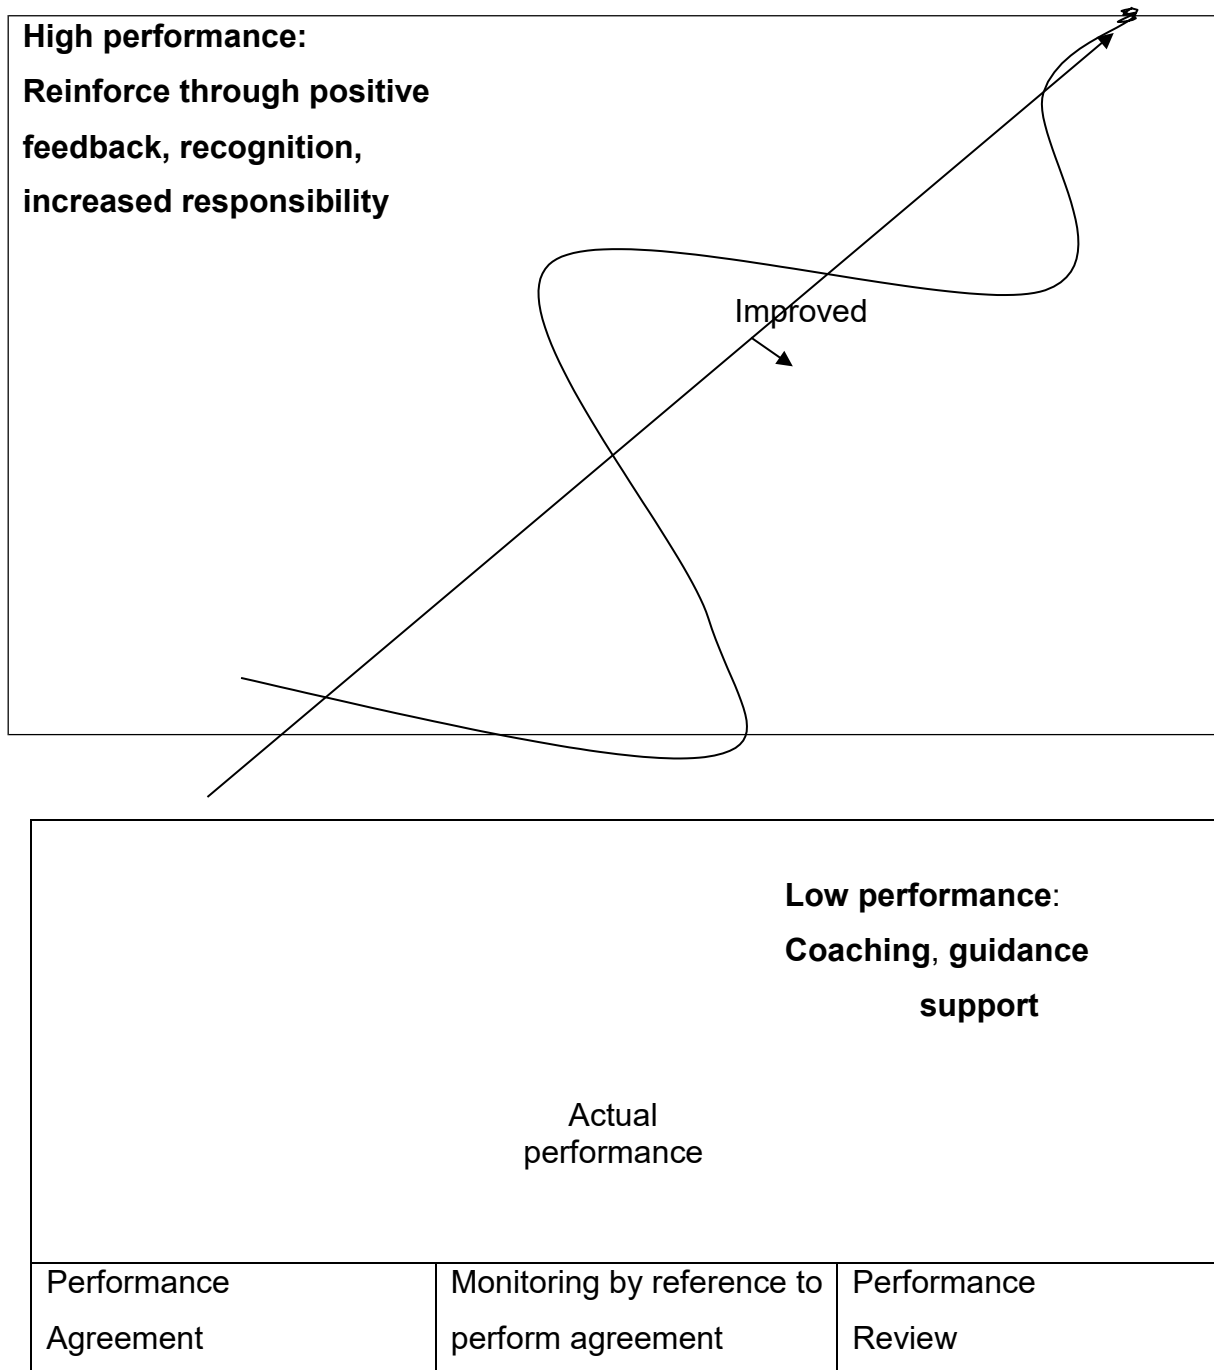 High performance:
Reinforce through positive
feedback, recognition,
increased responsibility
Improved
Low performance:
Coaching, guidance
support
Actual
performance
Performance
Agreement
Monitoring by reference to
perform agreement
Performance
Review